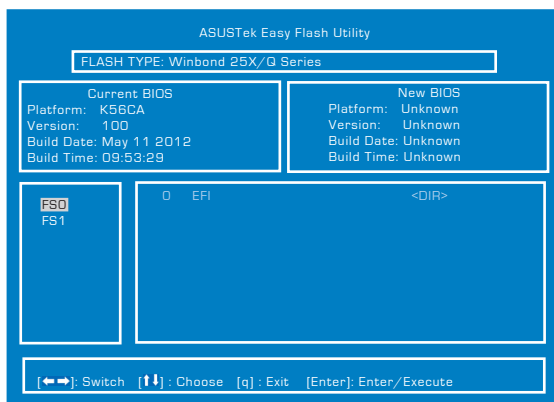 ASUSTek Easy Flash Utility
FLASH TYPE: Winbond 25X/Q Series
Current BIOS
Platform: K56CA
Version: 100
Build Date: May 11 2012
Build Time: 09:53:29
New BIOS
Platform: Unknown
Version: Unknown
Build Date: Unknown
Build Time: Unknown
FS0
FS1
0 EFI <DIR>
[←→]: Switch [↑↓] : Choose [q] : Exit [Enter]: Enter/Execute